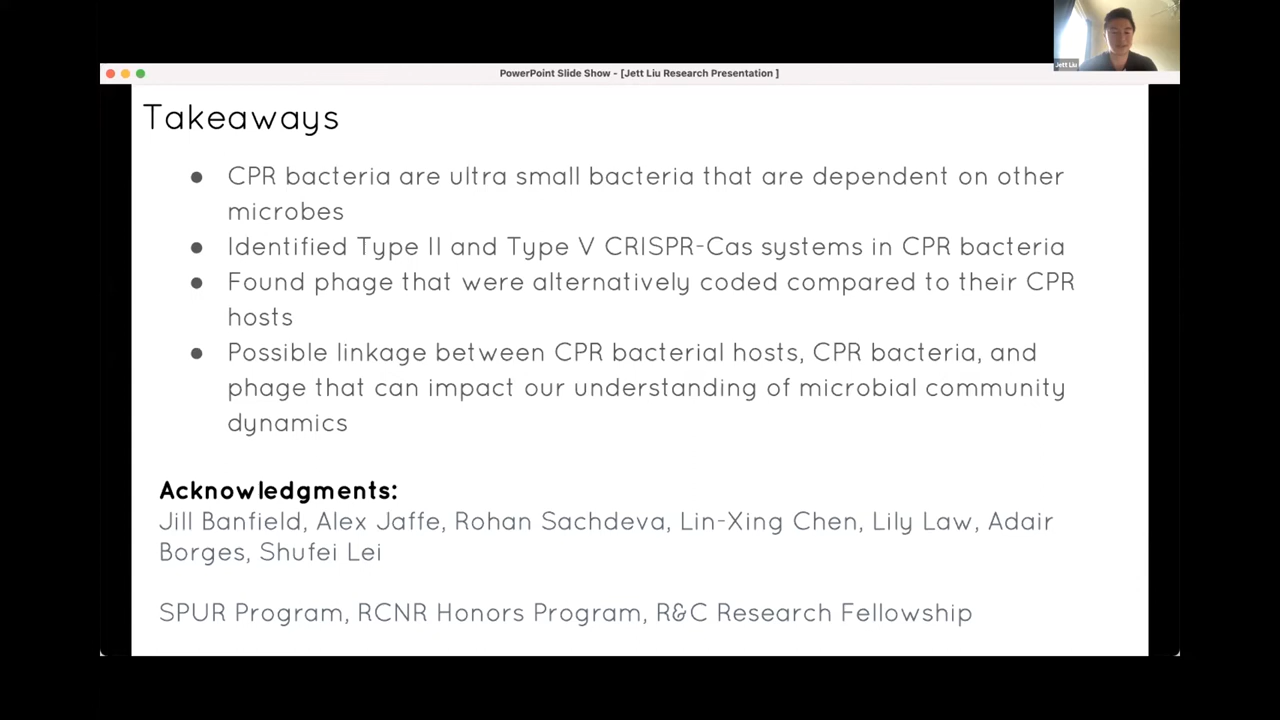 PowerPoint Slide Show - [Jett Liu Research Presentation ]
Jett Liu
Takeaways
● CPR bacteria are ultra small bacteria that are dependent on other
microbes
● Identified Type II and Type V CRISPR-Cas systems in CPR bacteria
● Found phage that were alternatively coded compared to their CPR
hosts
● Possible linkage between CPR bacterial hosts, CPR bacteria, and
phage that can impact our understanding of microbial community
dynamics
Acknowledgments:
Jill Banfield, Alex Jaffe, Rohan Sachdeva, Lin-Xing Chen, Lily Law, Adair
Borges, Shufei Lei
SPUR Program, RCNR Honors Program, R&C Research Fellowship